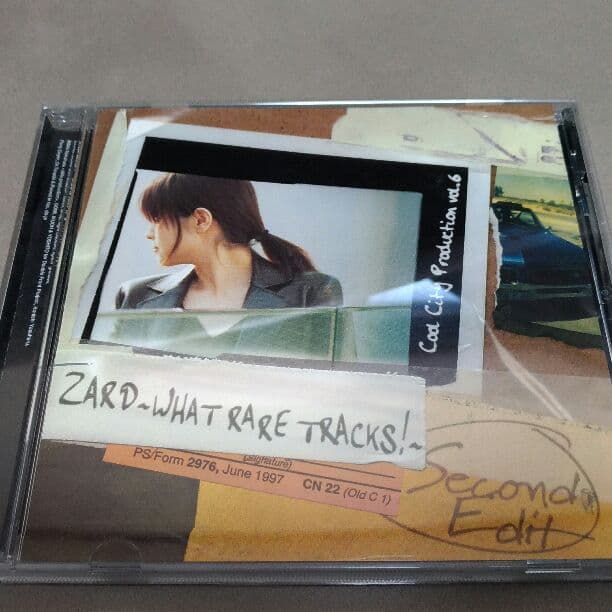 Cool City Production vol.6
ZARD~WHAT RARE TRACKS!~
(Signature)
PS/Form 2976, June 1997 CN 22 (Old C 1)
Second
Edit